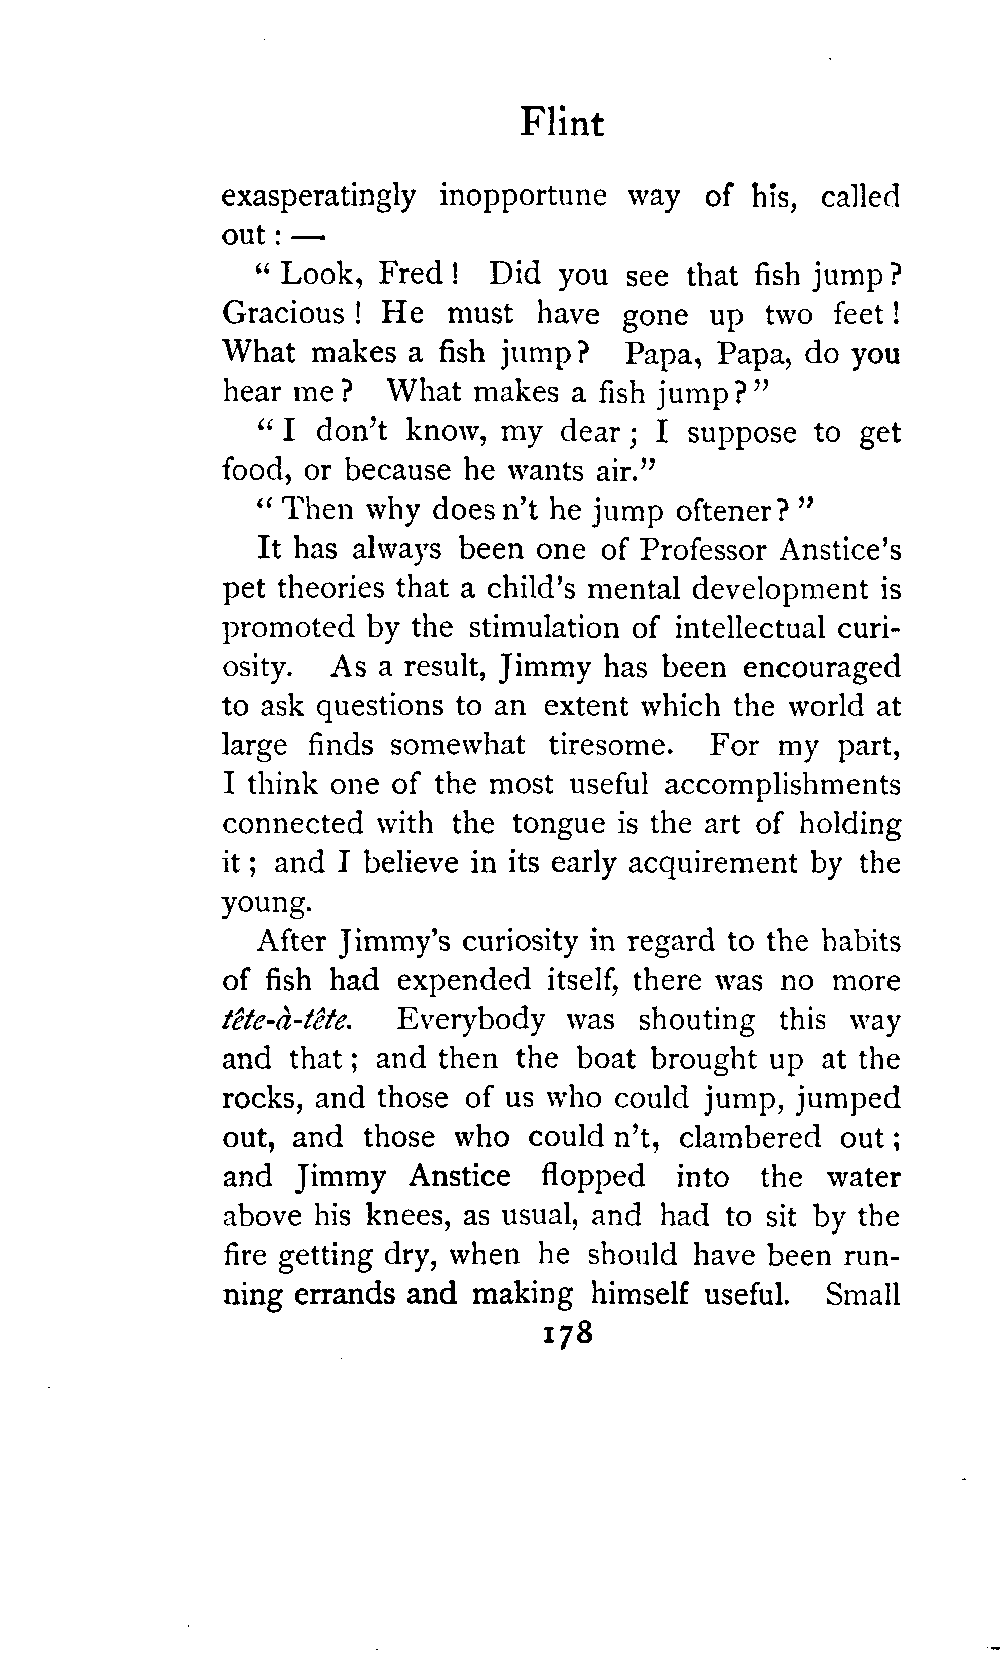 Flint
exasperatingly inopportune way of his, called
out : —
" Look, Fred ! Did you see that fish jump ?
Gracious ! He must have gone up two feet !
What makes a fish jump ? Papa, Papa, do you
hear me ? What makes a fish jump ? "
" I don't know, my dear ; I suppose to get
food, or because he wants air."
" Then why does n't he jump oftener ? "
It has always been one of Professor Anstice's
pet theories that a child's mental development is
promoted by the stimulation of intellectual curi-
osity. As a result, Jimmy has been encouraged
to ask questions to an extent which the world at
large finds somewhat tiresome. For my part,
I think one of the most useful accomplishments
connected with the tongue is the art of holding
it ; and I believe in its early acquirement by the
young.
After Jimmy's curiosity in regard to the habits
of fish had expended itself, there was no more
tête-à-tête. Everybody was shouting this way
and that ; and then the boat brought up at the
rocks, and those of us who could jump, jumped
out, and those who could n't, clambered out ;
and Jimmy Anstice flopped into the water
above his knees, as usual, and had to sit by the
fire getting dry, when he should have been run-
ning errands and making himself useful. Small
178